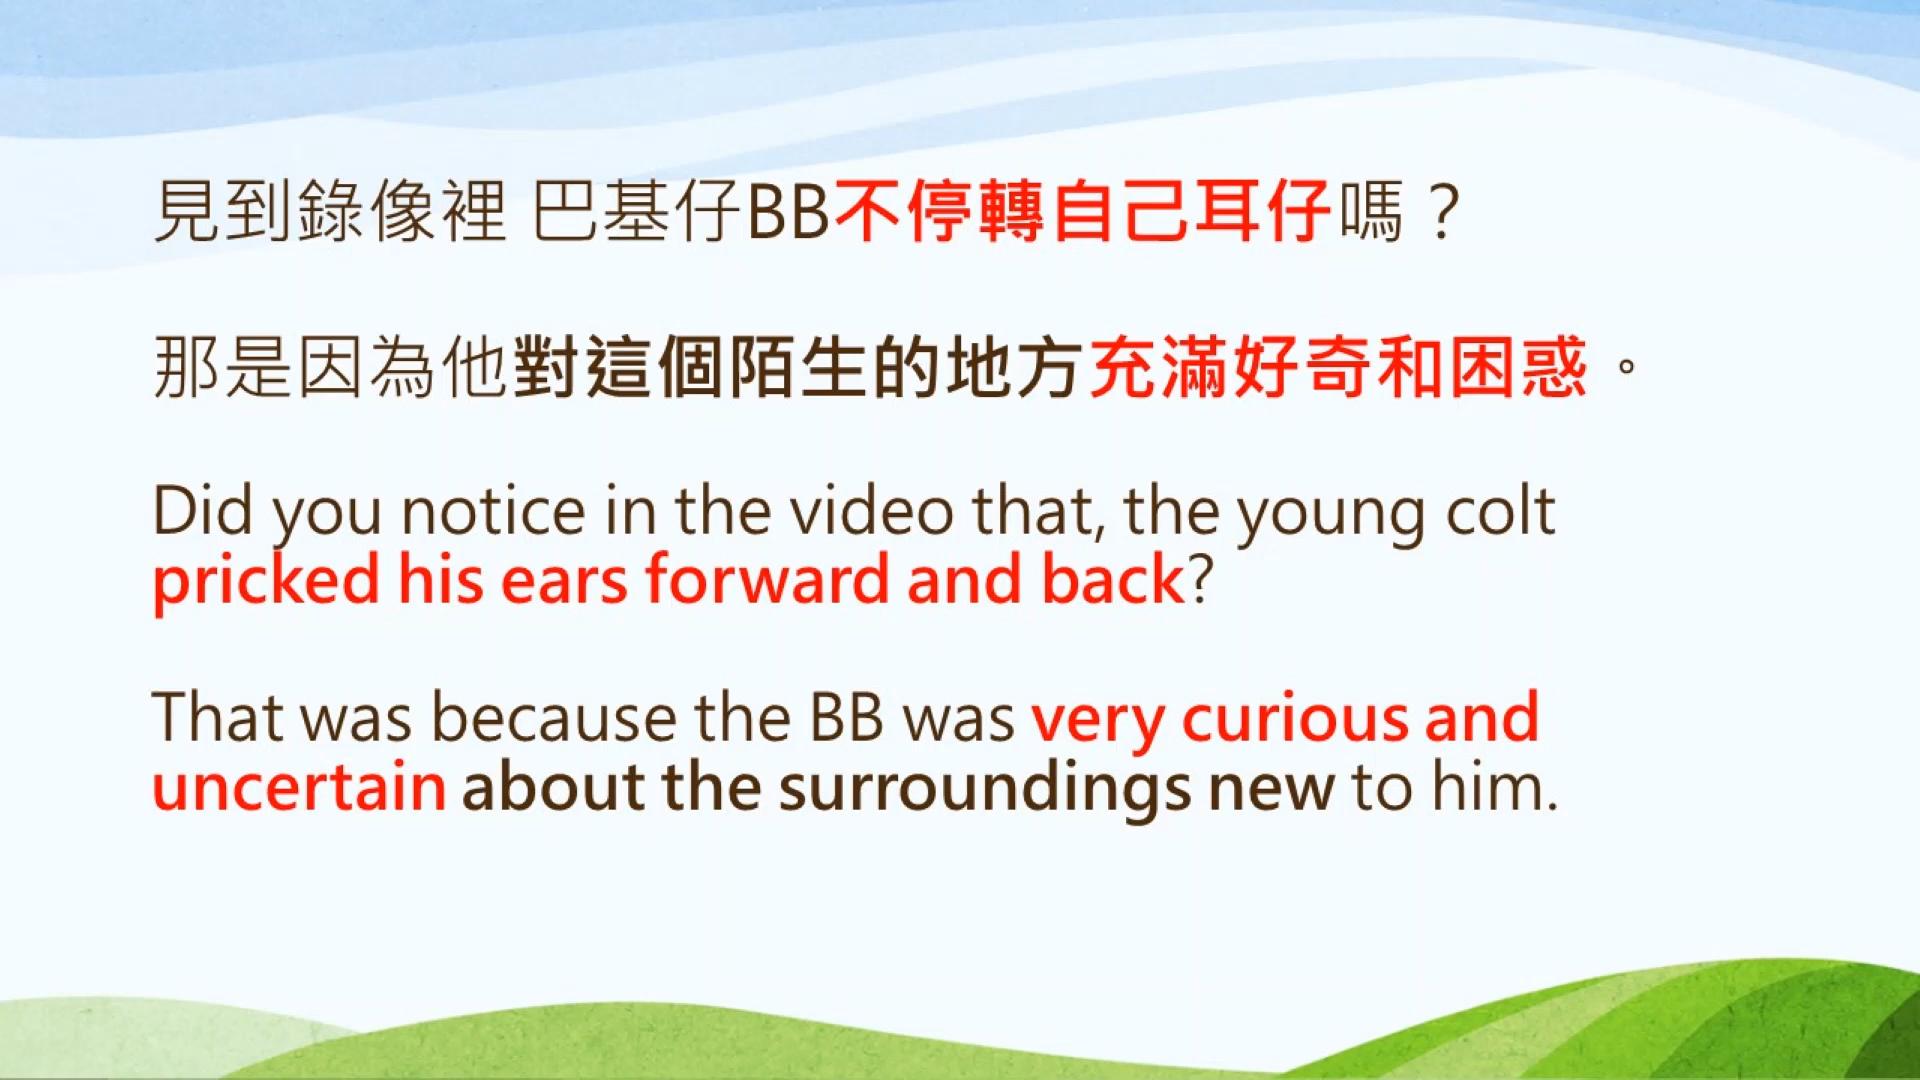 見到錄像裡 巴基仔BB不停轉自己耳仔嗎？
那是因為他對這個陌生的地方充滿好奇和困惑。
Did you notice in the video that, the young colt
pricked his ears forward and back?
That was because the BB was very curious and
uncertain about the surroundings new to him.